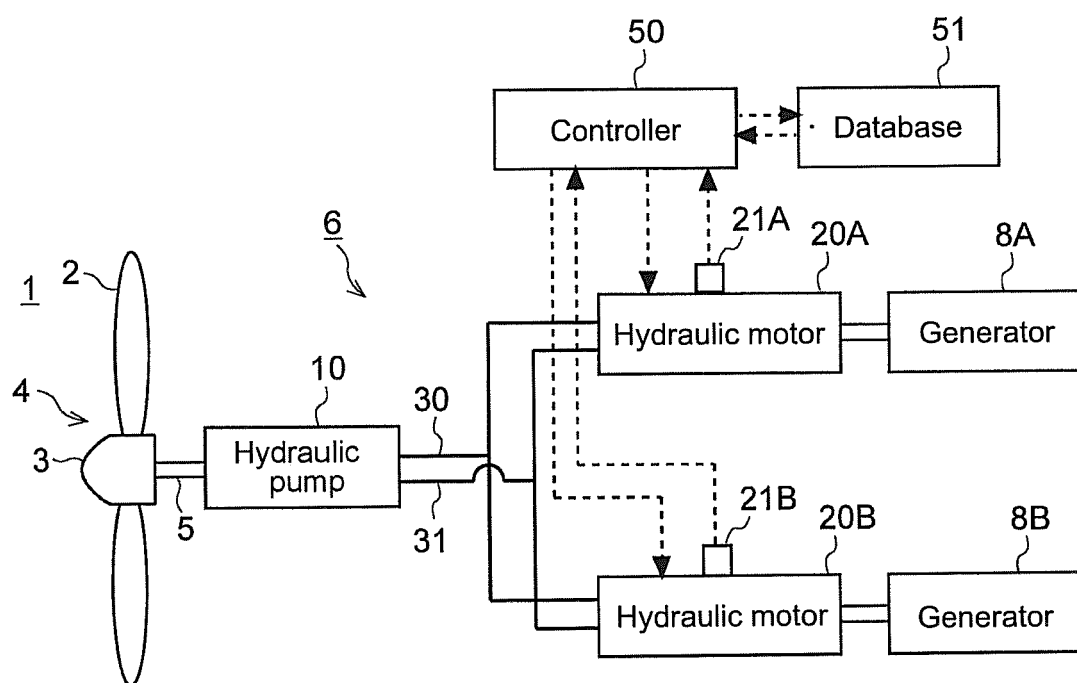 50
51
Controller
Database
6
21A
20A
8A
1
2
Hydraulic motor
Generator
10
4
30
3
Hydraulic
pump
5
31
21B
20B
8B
Hydraulic motor
Generator